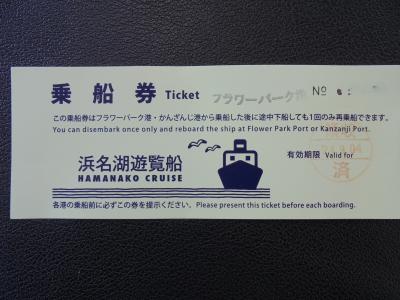 乗船券 Ticket フラワーパーク港 No
この乗船券はフラワーパーク港・かんざんじ港から乗船した後に途中下船しても1回のみ再乗船できます。
You can disembark once only and reboard the ship at Flower Park Port or Kanzanji Port.
浜名湖遊覧船
HAMANAKO CRUISE
有効期限 Valid for
済
各港の乗船前に必ずこの券を提示ください。 Please present this ticket before each boarding.